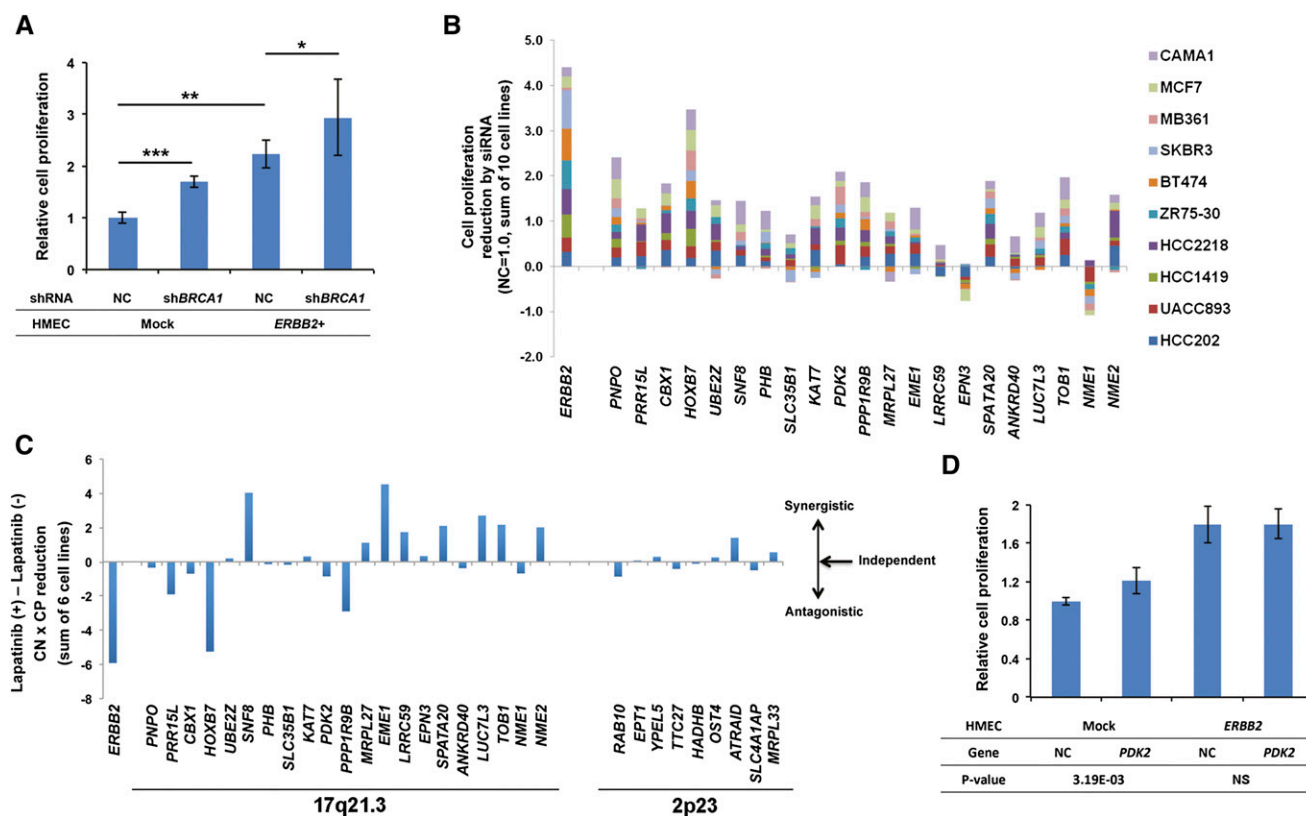 A
Relative cell proliferation
4
3
2
1
0
***
**
*
shRNA NC shBRCA1 NC shBRCA1
HMEC Mock ERBB2+
B
Cell proliferation
reduction by siRNA
(NC=1.0, sum of 10 cell lines)
5.0
4.0
3.0
2.0
1.0
0.0
-1.0
-2.0
ERBB2 PNPO PRR15L CBX1 HOXB7 UBE2Z SNF8 PHB SLC35B1 KAT7 PDK2 PPP1R9B MRPL27 EME1 LRRC59 EPN3 SPATA20 ANKRD40 LUC7L3 TOB1 NME1 NME2
CAMA1
MCF7
MB361
SKBR3
BT474
ZR75-30
HCC2218
HCC1419
UACC893
HCC202
C
Lapatinib (+) – Lapatinib (-)
CN x CP reduction
(sum of 6 cell lines)
6
4
2
0
-2
-4
-6
-8
ERBB2 PNPO PRR15L CBX1 HOXB7 UBE2Z SNF8 PHB SLC35B1 KAT7 PDK2 PPP1R9B MRPL27 EME1 LRRC59 EPN3 SPATA20 ANKRD40 LUC7L3 TOB1 NME1 NME2 RAB10 EPT1 YPEL5 TTC27 HADHB OST4 ATRAID SLC4A1AP MRPL33
17q21.3 2p23
Synergistic
Independent
Antagonistic
D
Relative cell proliferation
2
1.6
1.2
0.8
0.4
0
HMEC Mock ERBB2
Gene NC PDK2 NC PDK2
P-value 3.19E-03 NS